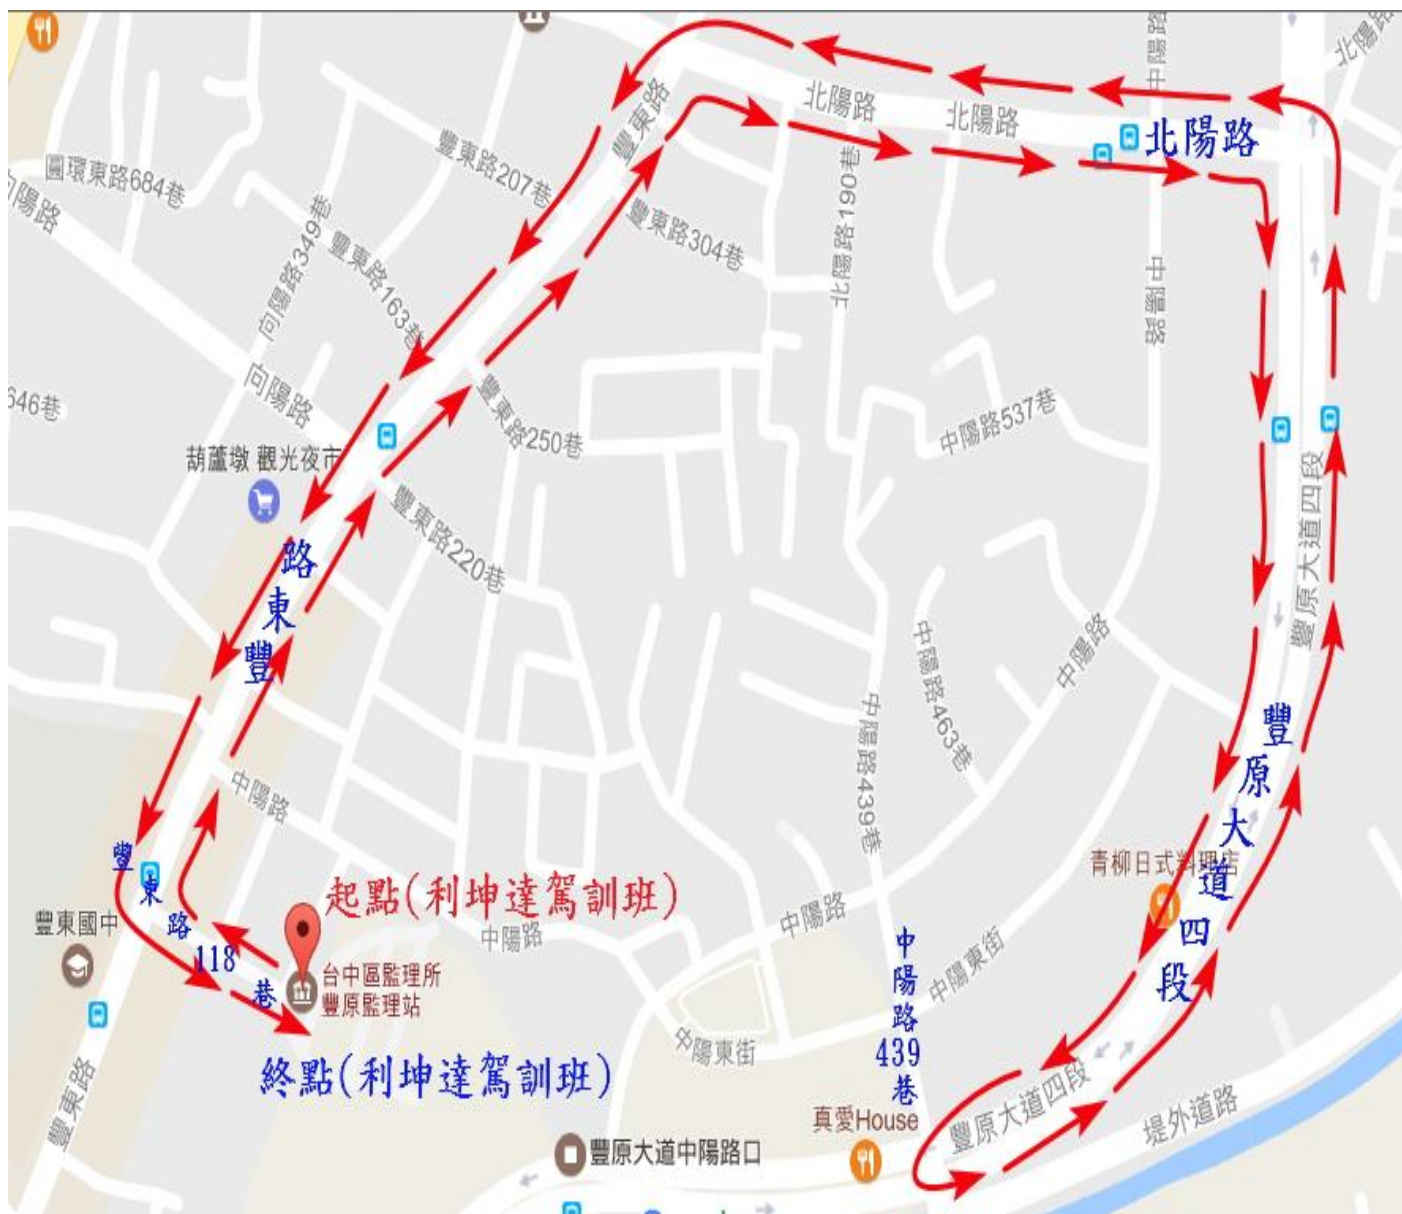 中陽路
北陽路
北陽路
北陽路
北陽路
豐東路
豐東路207巷
北陽路190巷
圓環東路684巷
向陽路
向陽路349巷
豐東路163巷
豐東路304巷
中陽路
向陽路
646巷
豐東路250巷
中陽路537巷
葫蘆墩 觀光夜市
豐東路220巷
豐原大道四段
路東豐
中陽路463巷
中陽路
中陽路439巷
豐原大道四段
中陽路
青柳日式料理店
豐東路118巷
起點(利坤達駕訓班)
豐東國中
中陽路
中陽路
中陽路439巷
中陽東街
台中區監理所
豐原監理站
中陽東街
終點(利坤達駕訓班)
豐東路
真愛House
豐原大道四段
堤外道路
豐原大道中陽路口